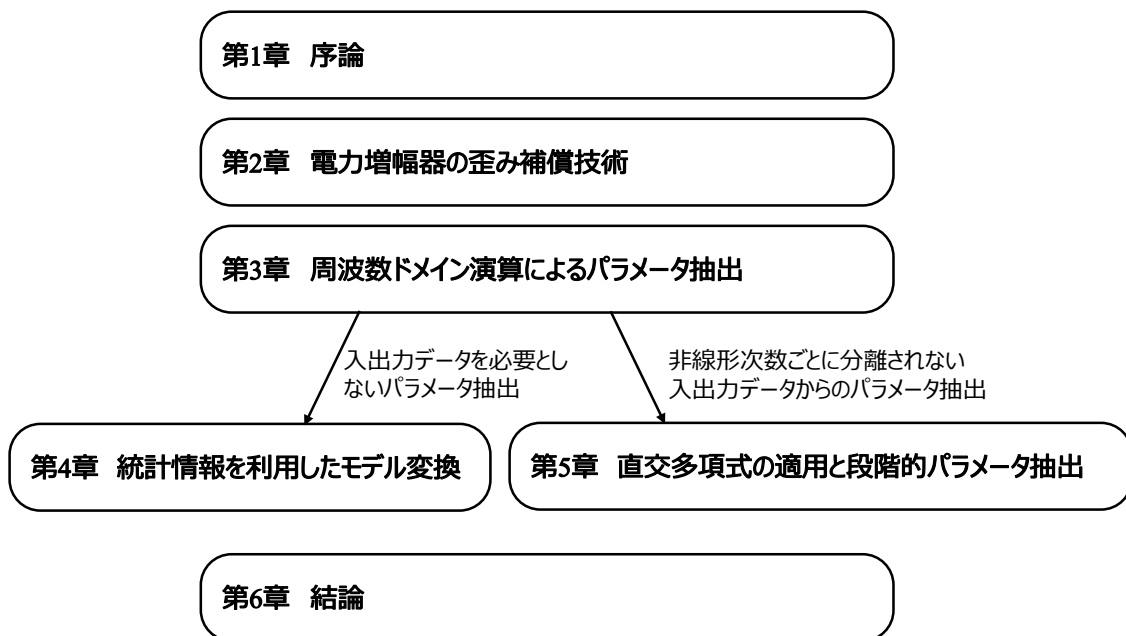 第1章 序論
第2章 電力増幅器の歪み補償技術
第3章 周波数ドメイン演算によるパラメータ抽出
入出力データを必要とし
ないパラメータ抽出
非線形次数ごとに分離されない
入出力データからのパラメータ抽出
第4章 統計情報を利用したモデル変換
第5章 直交多項式の適用と段階的パラメータ抽出
第6章 結論